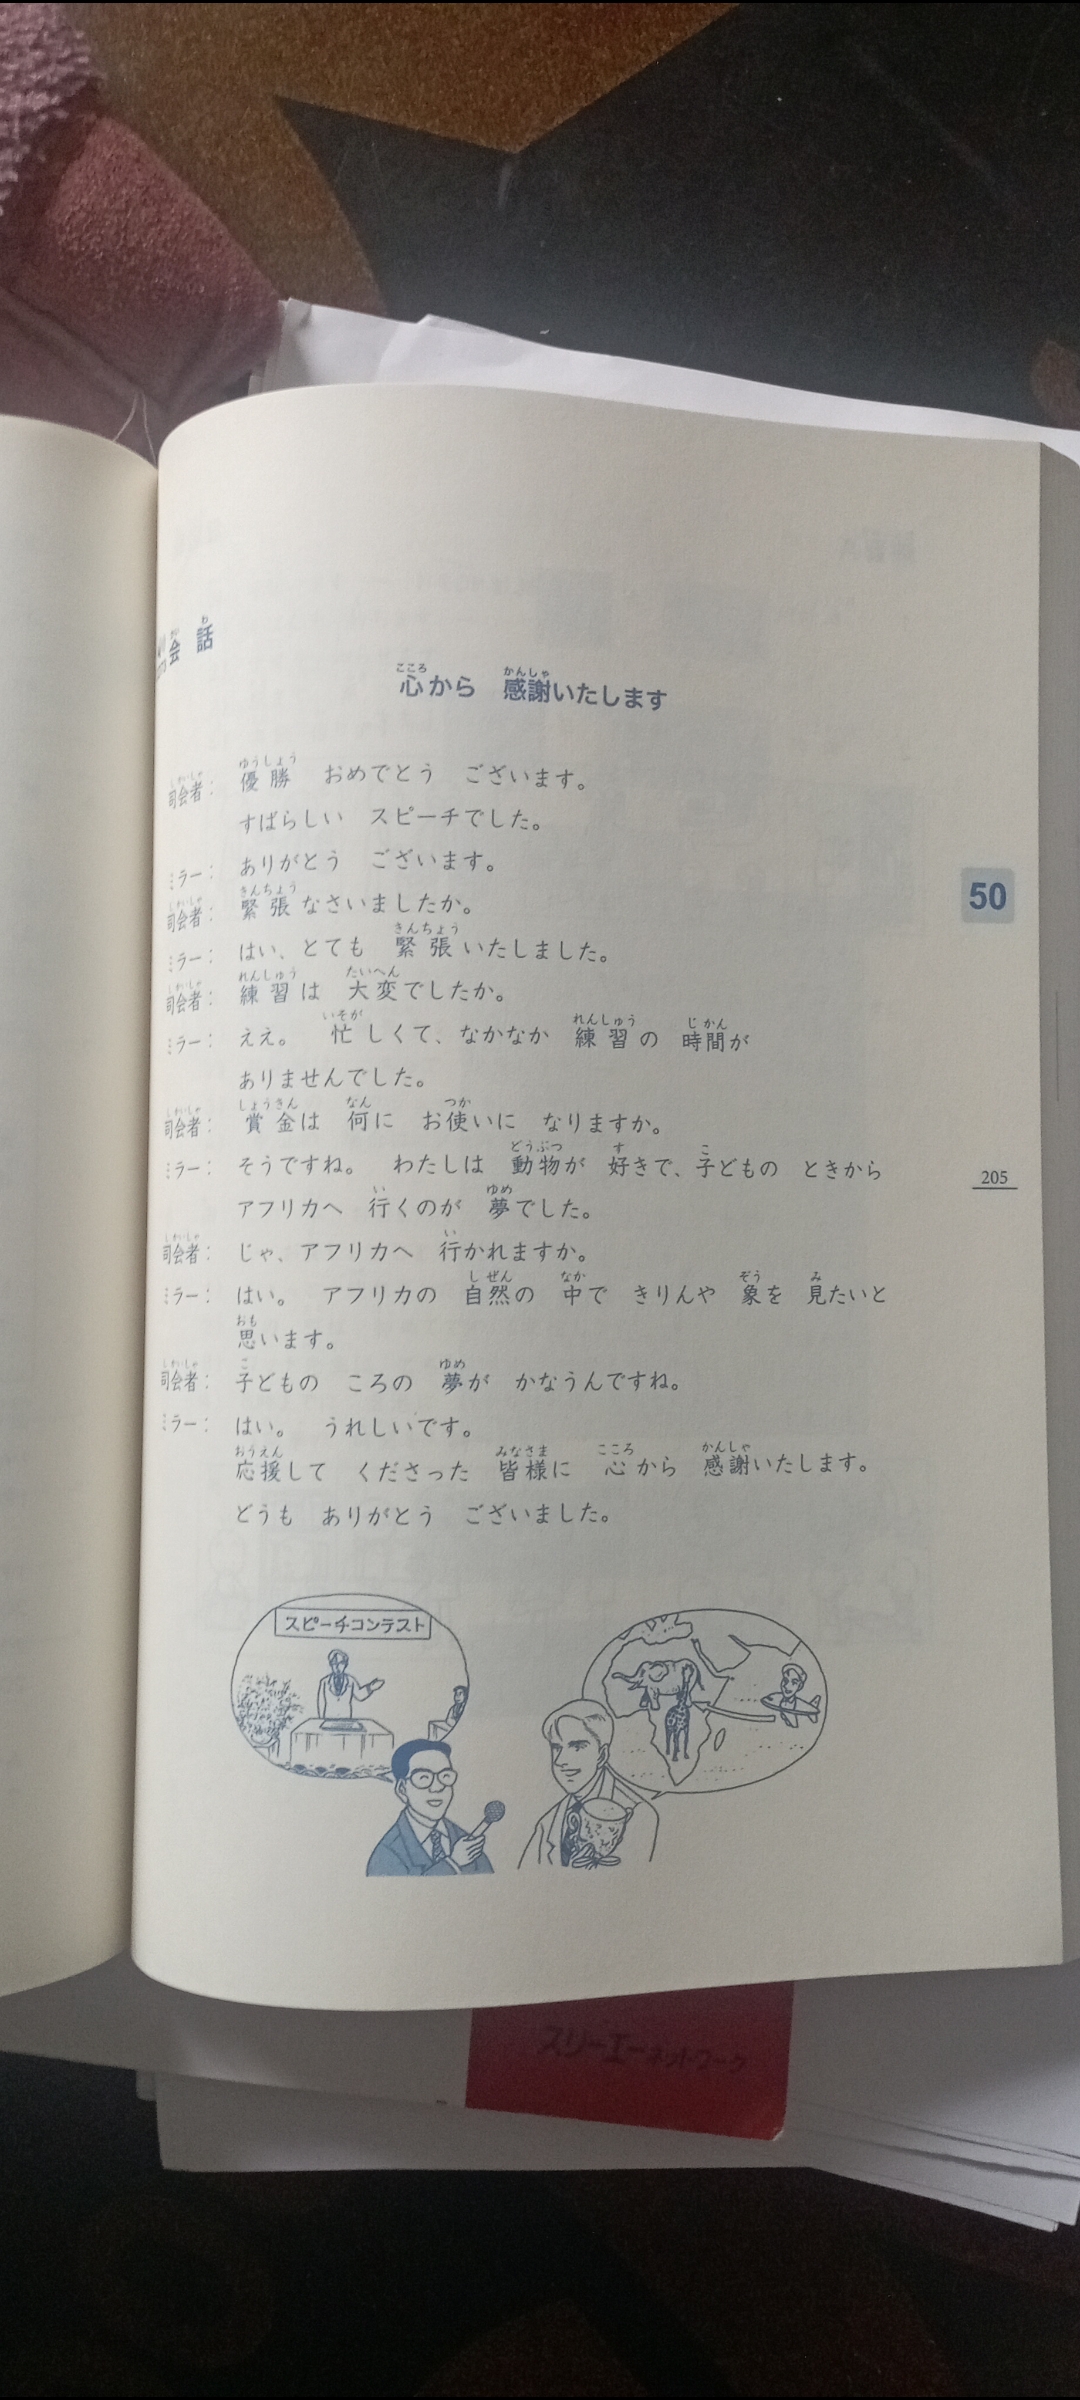 会話
心から 感謝いたします
司会者: 優勝 おめでとう ございます。
すばらしい スピーチでした。
ミラー: ありがとう ございます。
司会者: 緊張なさいましたか。
ミラー: はい、とても 緊張いたしました。
司会者: 練習は 大変でしたか。
ミラー: ええ。 忙しくて、なかなか 練習の 時間が
ありませんでした。
司会者: 賞金は 何に お使いに なりますか。
ミラー: そうですね。 わたしは 動物が 好きで、子どもの ときから
アフリカへ 行くのが 夢でした。
司会者: じゃ、アフリカへ 行かれますか。
ミラー: はい。 アフリカの 自然の 中で きりんや 象を 見たいと
思います。
司会者: 子どもの ころの 夢が かなうんですね。
ミラー: はい。 うれしいです。
応援して くださった 皆様に 心から 感謝いたします。
どうも ありがとう ございました。
50
205
スピーチコンテスト
スリーエーネットワーク